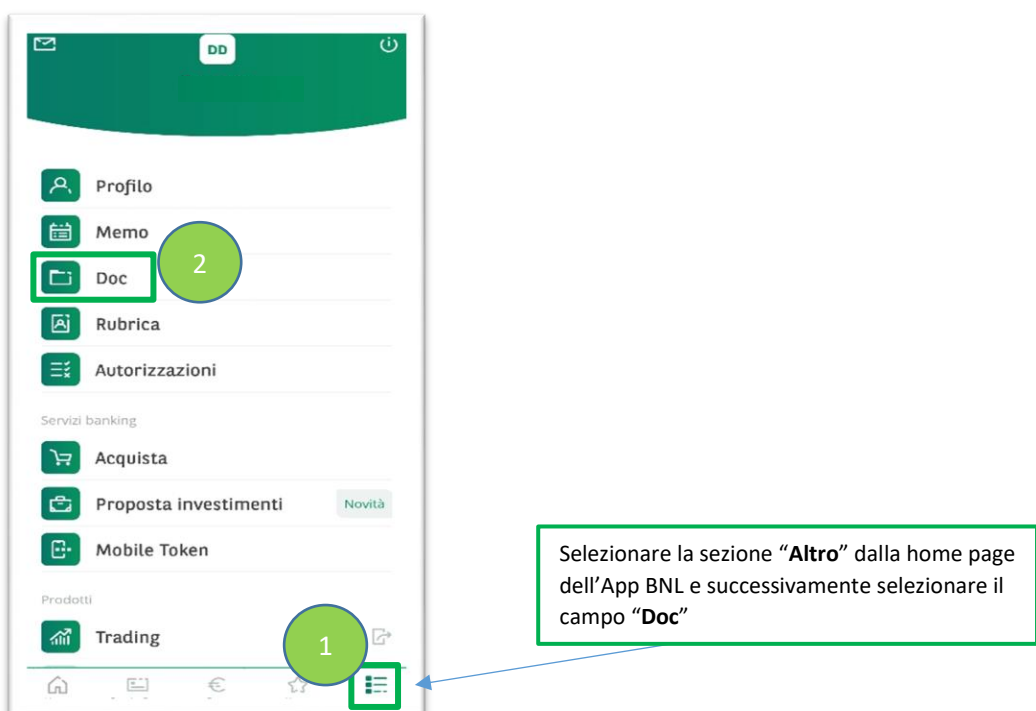 DD
Profilo
Memo
2
Doc
Rubrica
Autorizzazioni
Servizi banking
Acquista
Proposta investimenti
Novità
Mobile Token
Prodotti
Trading
1
Selezionare la sezione “Altro” dalla home page
dell’App BNL e successivamente selezionare il
campo “Doc”